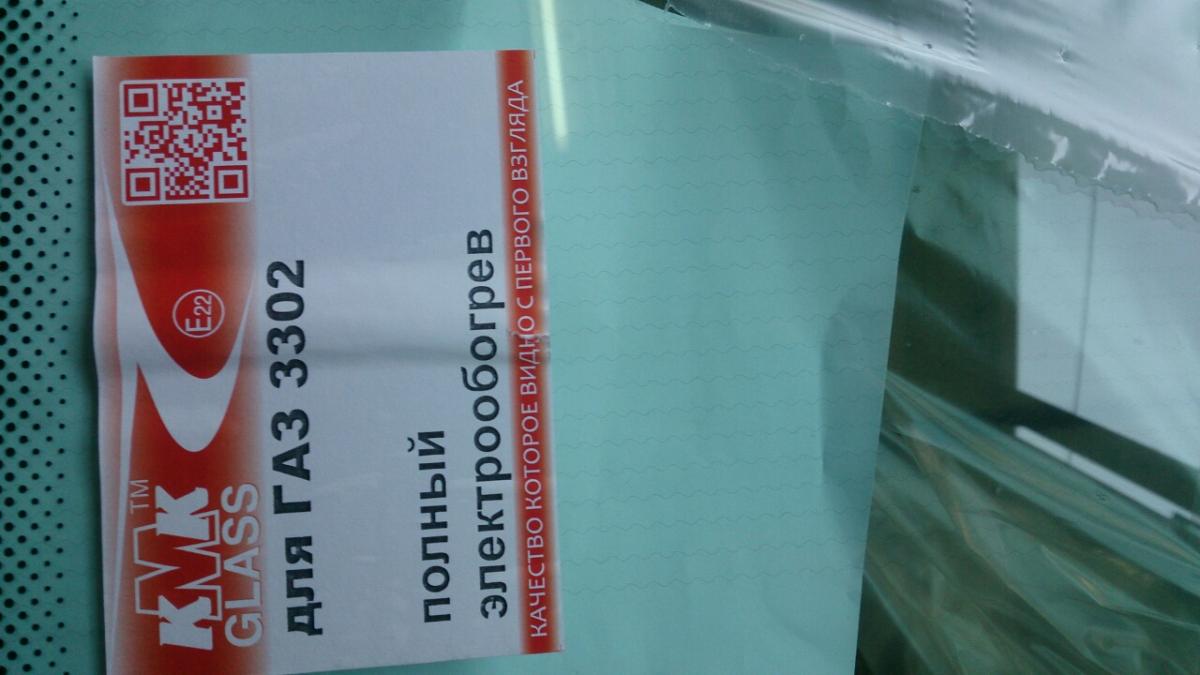 KMK™
GLASS
E22
для ГАЗ 3302
полный
электрообогрев
КАЧЕСТВО КОТОРОЕ ВИДНО С ПЕРВОГО ВЗГЛЯДА